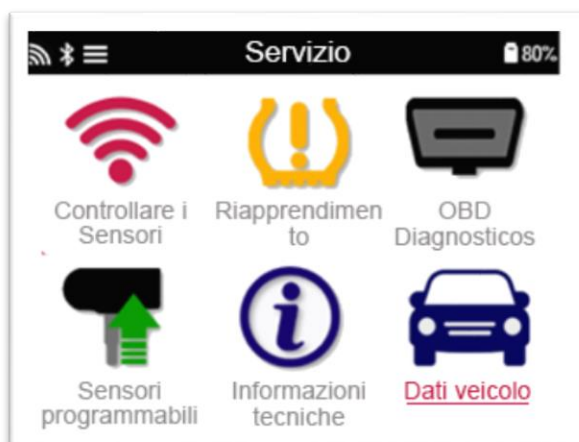 Servizio
80%
Controllare i
Sensori
Riapprendimen
to
OBD
Diagnosticos
Sensori
programmabili
Informazioni
tecniche
Dati veicolo